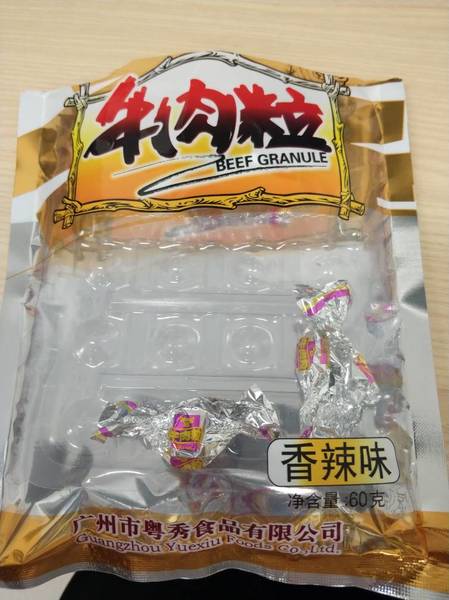 牛肉粒
BEEF GRANULE
香辣味
净含量:60克
广州市粤秀食品有限公司
Guangzhou Yuexiu Foods Co.,Ltd.